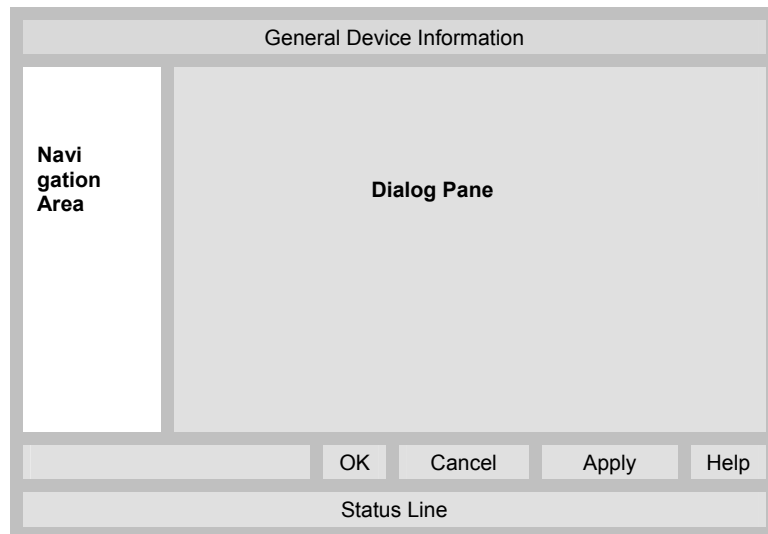 General Device Information
Navi
gation
Area
Dialog Pane
OK Cancel Apply Help
Status Line